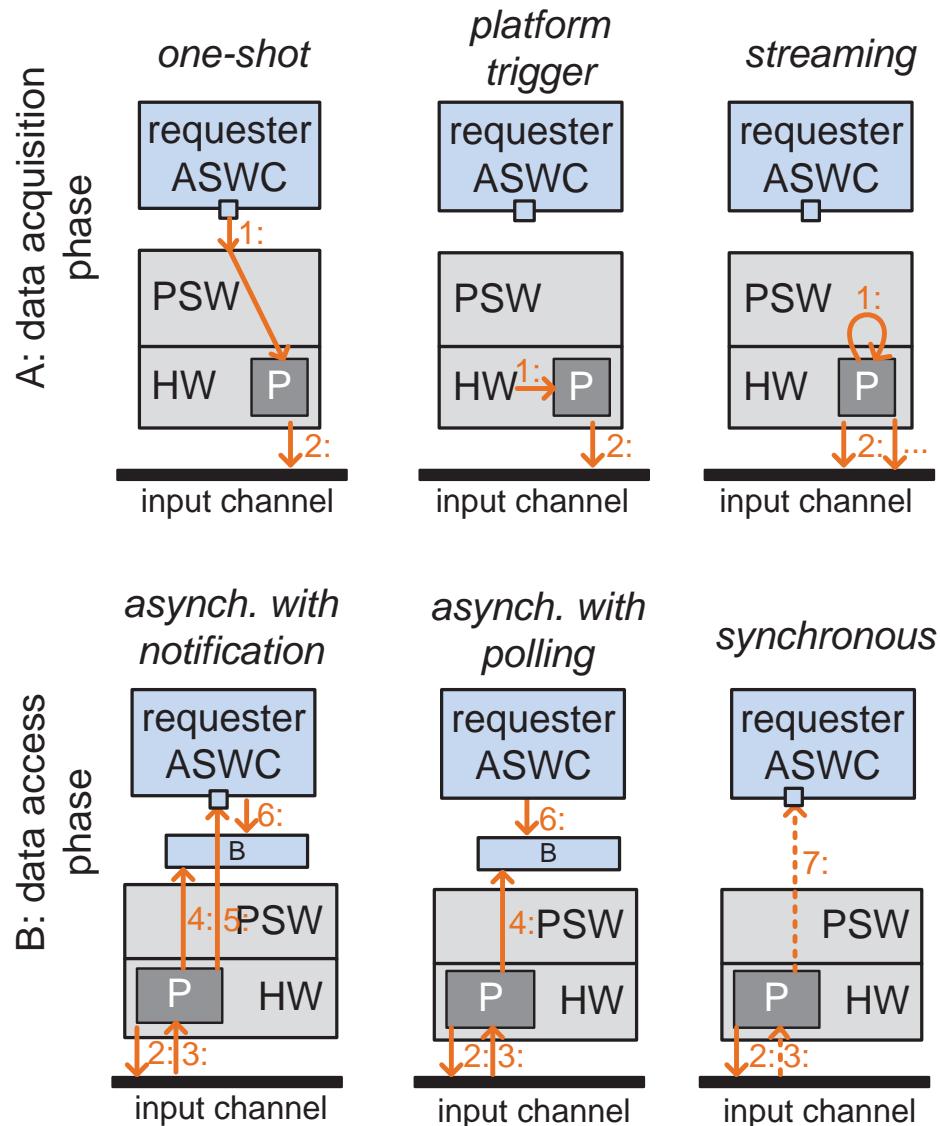 A: data acquisition
phase
one-shot
requester
ASWC
1:
PSW
HW
P
2:
input channel
platform
trigger
requester
ASWC
PSW
HW
1:
P
2:
input channel
streaming
requester
ASWC
PSW
1:
HW
P
2:
...
input channel
B: data access
phase
asynch. with
notification
requester
ASWC
6:
B
4:
5:
PSW
P
HW
2:
3:
input channel
asynch. with
polling
requester
ASWC
6:
B
4:
PSW
P
HW
2:
3:
input channel
synchronous
requester
ASWC
7:
PSW
P
HW
2:
3:
input channel